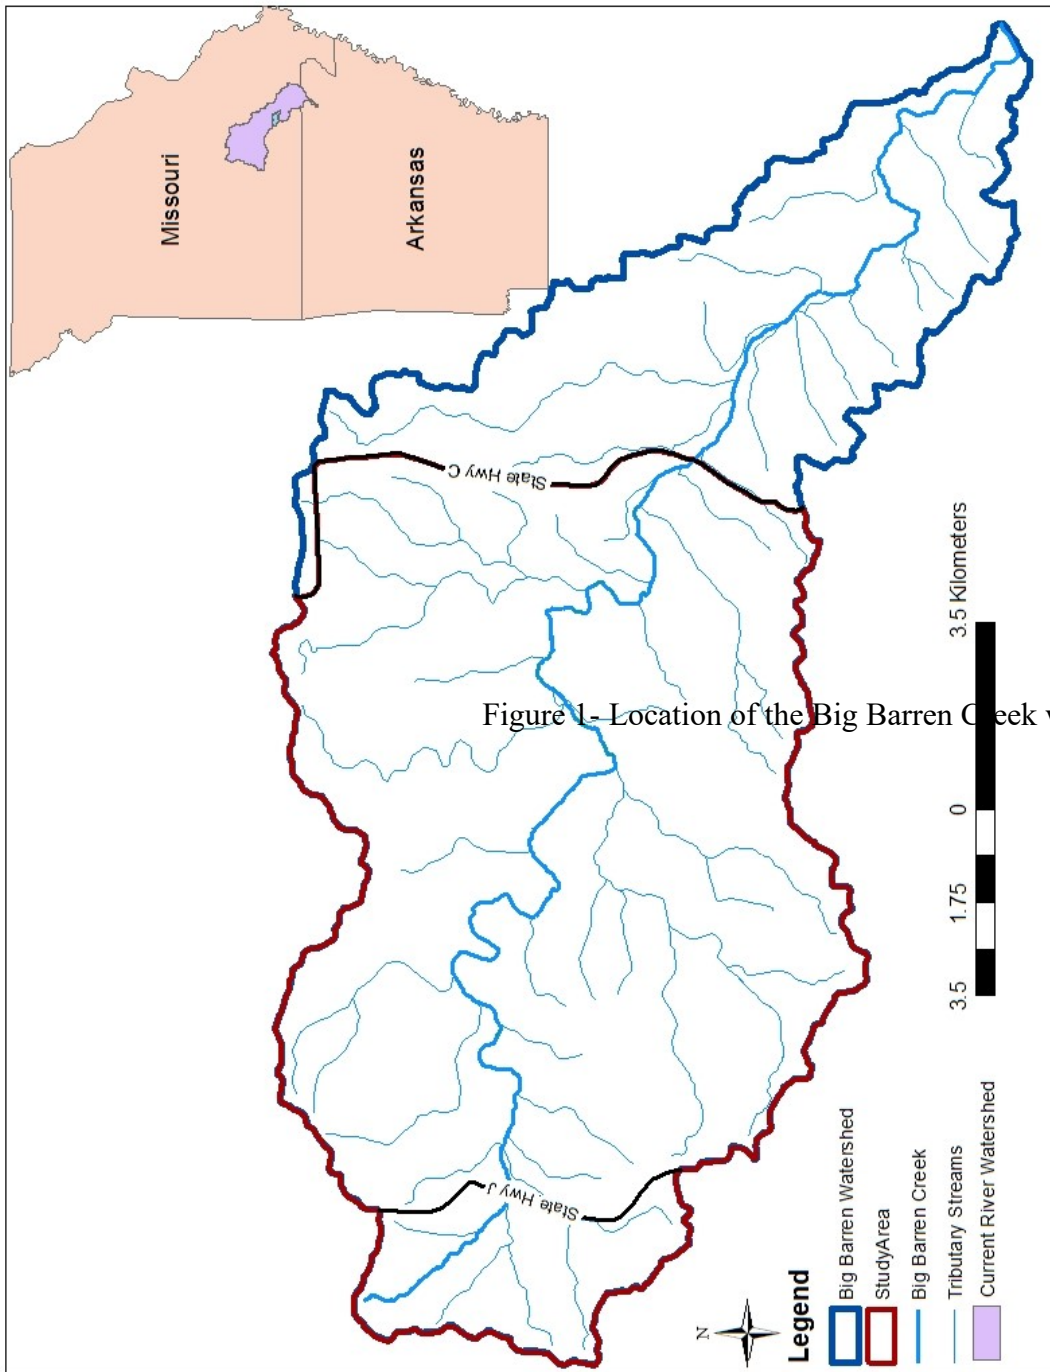 Missouri
Arkansas
State Hwy C
State Hwy J
N
Legend
Big Barren Watershed
StudyArea
Big Barren Creek
Tributary Streams
Current River Watershed
3.5 1.75 0 3.5 Kilometers
Figure 1- Location of the Big Barren Creek